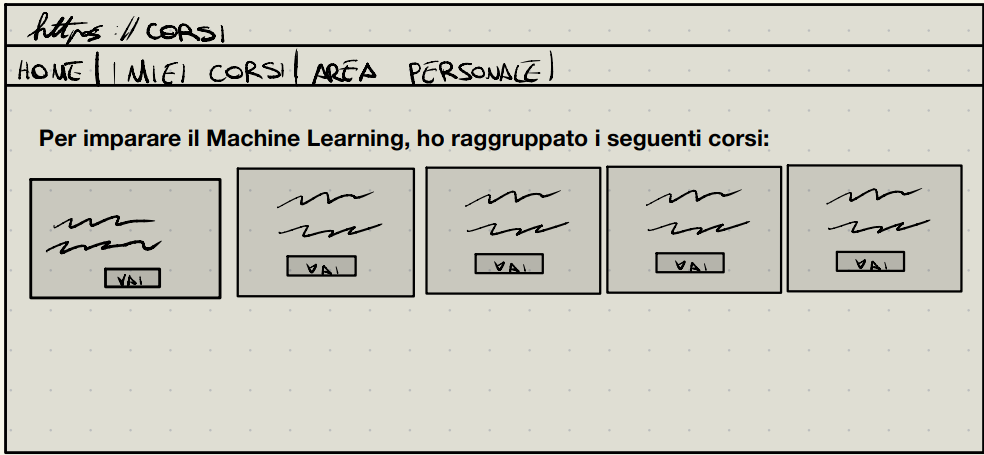 https://CORSI
HOME | I MIEI CORSI | AREA PERSONALE |
Per imparare il Machine Learning, ho raggruppato i seguenti corsi:
VAI VAI VAI VAI VAI